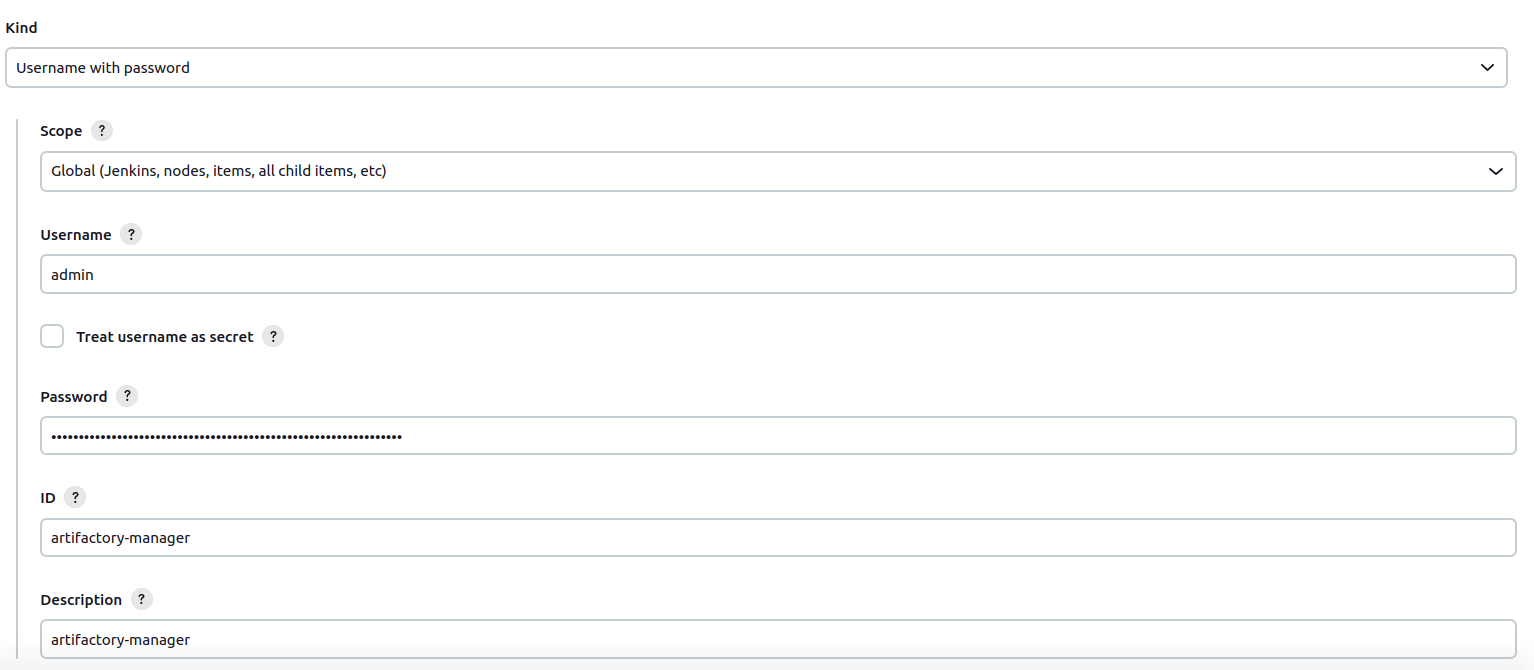 Kind
Username with password
Scope ?
Global (Jenkins, nodes, items, all child items, etc)
Username ?
admin
Treat username as secret ?
Password ?
••••••••••••••••••••••••••••••••••••••••••••••••••••••••••••••••
ID ?
artifactory-manager
Description ?
artifactory-manager